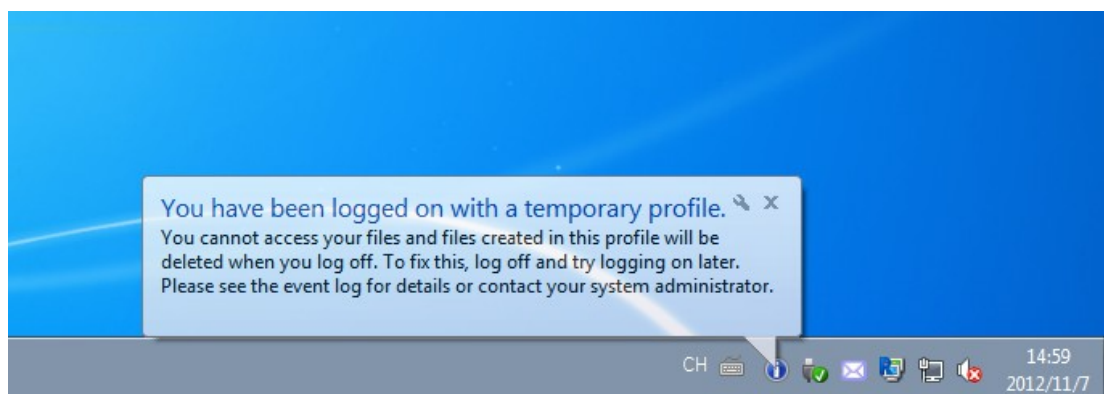 You have been logged on with a temporary profile.
You cannot access your files and files created in this profile will be
deleted when you log off. To fix this, log off and try logging on later.
Please see the event log for details or contact your system administrator.
CH
14:59
2012/11/7